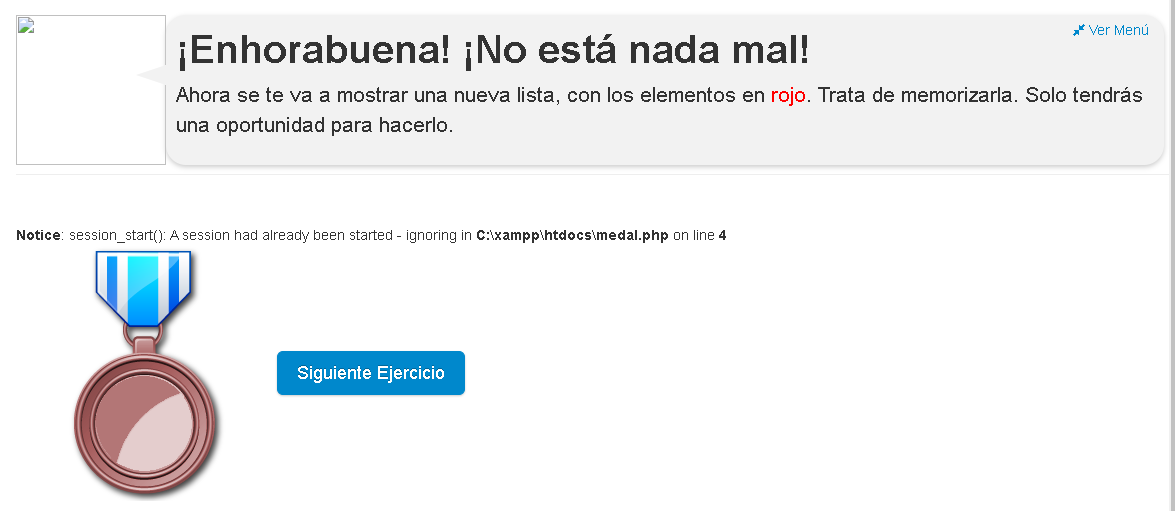 Ver Menú
¡Enhorabuena! ¡No está nada mal!
Ahora se te va a mostrar una nueva lista, con los elementos en rojo. Trata de memorizarla. Solo tendrás
una oportunidad para hacerlo.
Notice: session_start(): A session had already been started - ignoring in C:\xampp\htdocs\medal.php on line 4
Siguiente Ejercicio